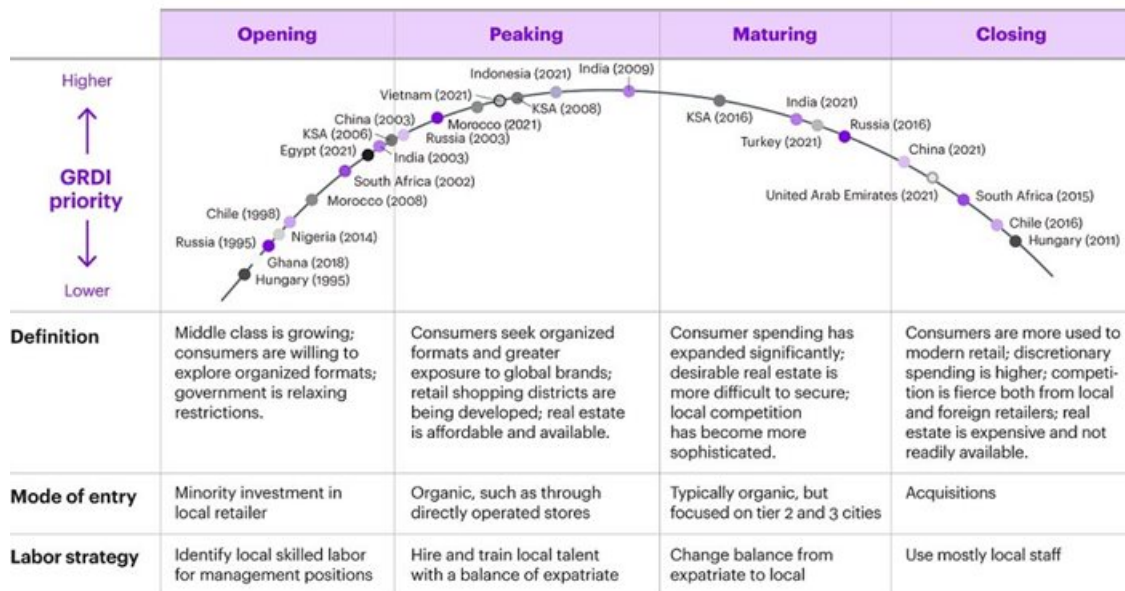 Opening Peaking Maturing Closing
Higher
GRDI
priority
Lower
Indonesia (2021)
India (2009)
Vietnam (2021)
KSA (2008)
China (2003)
Morocco (2021)
KSA (2006)
Russia (2003)
Egypt (2021)
India (2003)
South Africa (2002)
Morocco (2008)
Chile (1998)
Nigeria (2014)
Russia (1995)
Ghana (2018)
Hungary (1995)
KSA (2016)
India (2021)
Russia (2016)
Turkey (2021)
China (2021)
United Arab Emirates (2021)
South Africa (2015)
Chile (2016)
Hungary (2011)
Definition
Middle class is growing;
consumers are willing to
explore organized formats;
government is relaxing
restrictions.
Consumers seek organized
formats and greater
exposure to global brands;
retail shopping districts are
being developed; real estate
is affordable and available.
Consumer spending has
expanded significantly;
desirable real estate is
more difficult to secure;
local competition
has become more
sophisticated.
Consumers are more used to
modern retail; discretionary
spending is higher; competi-
tion is fierce both from local
and foreign retailers; real
estate is expensive and not
readily available.
Mode of entry
Minority investment in
local retailer
Organic, such as through
directly operated stores
Typically organic, but
focused on tier 2 and 3 cities
Acquisitions
Labor strategy
Identify local skilled labor
for management positions
Hire and train local talent
with a balance of expatriate
Change balance from
expatriate to local
Use mostly local staff